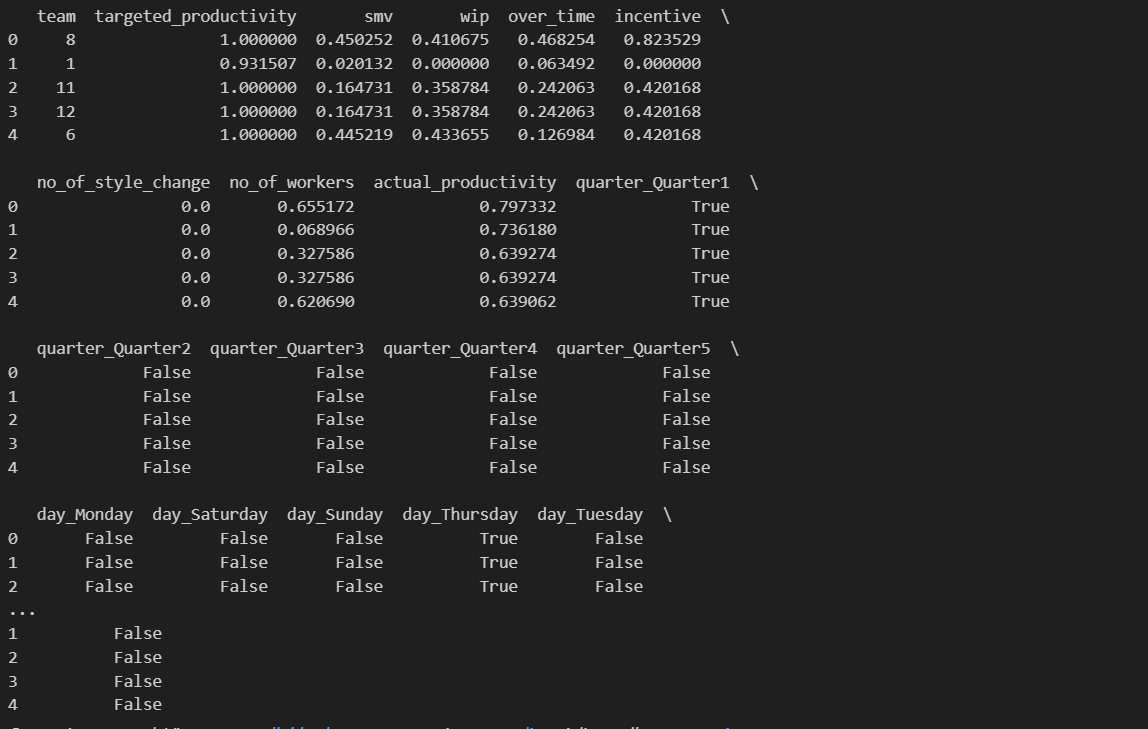 team  targeted_productivity       smv       wip  over_time  incentive  \
0     8               1.000000  0.450252  0.410675   0.468254   0.823529
1     1               0.931507  0.020132  0.000000   0.063492   0.000000
2    11               1.000000  0.164731  0.358784   0.242063   0.420168
3    12               1.000000  0.164731  0.358784   0.242063   0.420168
4     6               1.000000  0.445219  0.433655   0.126984   0.420168

   no_of_style_change  no_of_workers  actual_productivity  quarter_Quarter1  \
0                 0.0       0.655172             0.797332              True
1                 0.0       0.068966             0.736180              True
2                 0.0       0.327586             0.639274              True
3                 0.0       0.327586             0.639274              True
4                 0.0       0.620690             0.639062              True

   quarter_Quarter2  quarter_Quarter3  quarter_Quarter4  quarter_Quarter5  \
0             False             False             False             False
1             False             False             False             False
2             False             False             False             False
3             False             False             False             False
4             False             False             False             False

   day_Monday  day_Saturday  day_Sunday  day_Thursday  day_Tuesday  \
0       False         False       False          True        False
1       False         False       False          True        False
2       False         False       False          True        False
...
1          False
2          False
3          False
4          False